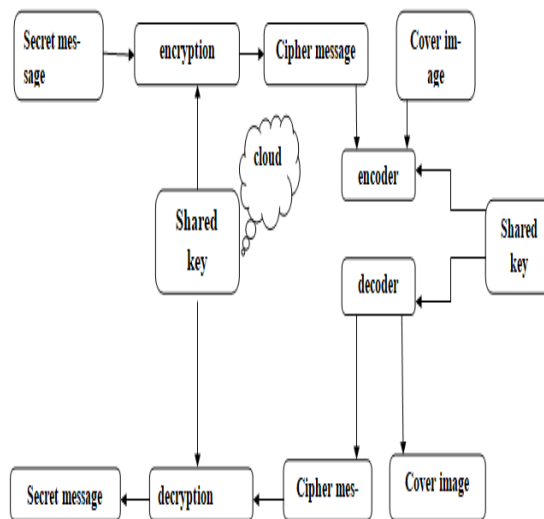 Secret mes-
sage
encryption
Cipher message
Cover im-
age
cloud
encoder
Shared
key
Shared
key
decoder
Secret message
decryption
Cipher mes-
Cover image